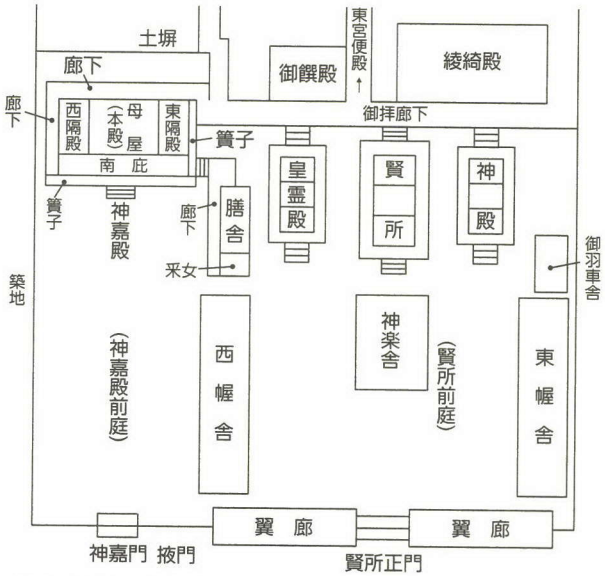 土塀
東宮便殿→
御饌殿
綾綺殿
廊下
廊下
西隔殿
母屋
(本殿)
東隔殿
簀子
南庇
簀子
御拝廊下
皇霊殿
賢所
神殿
神嘉殿
廊下
膳舎
采女
御羽車舎
築地
(神嘉殿前庭)
西幄舎
神楽舎
(賢所前庭)
東幄舎
翼廊
翼廊
神嘉門
掖門
賢所正門